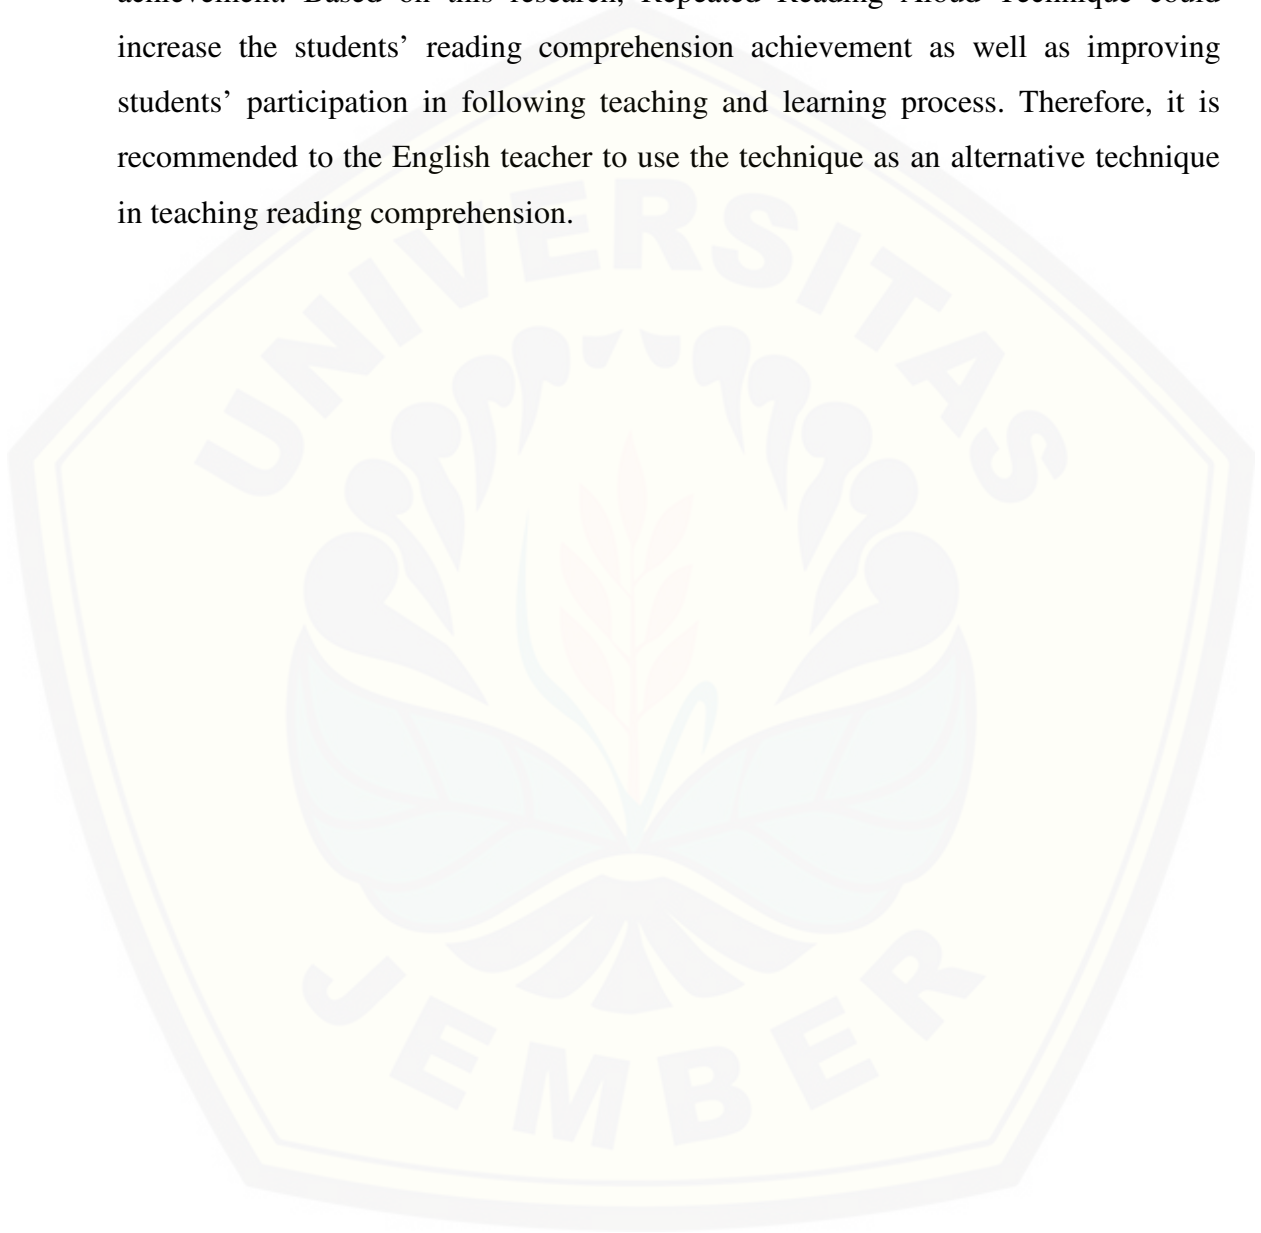 achievement. Based on this research, Repeated Reading Aloud Technique could
increase the students’ reading comprehension achievement as well as improving
students’ participation in following teaching and learning process. Therefore, it is
recommended to the English teacher to use the technique as an alternative technique
in teaching reading comprehension.
UNIVERSITAS
JEMBER